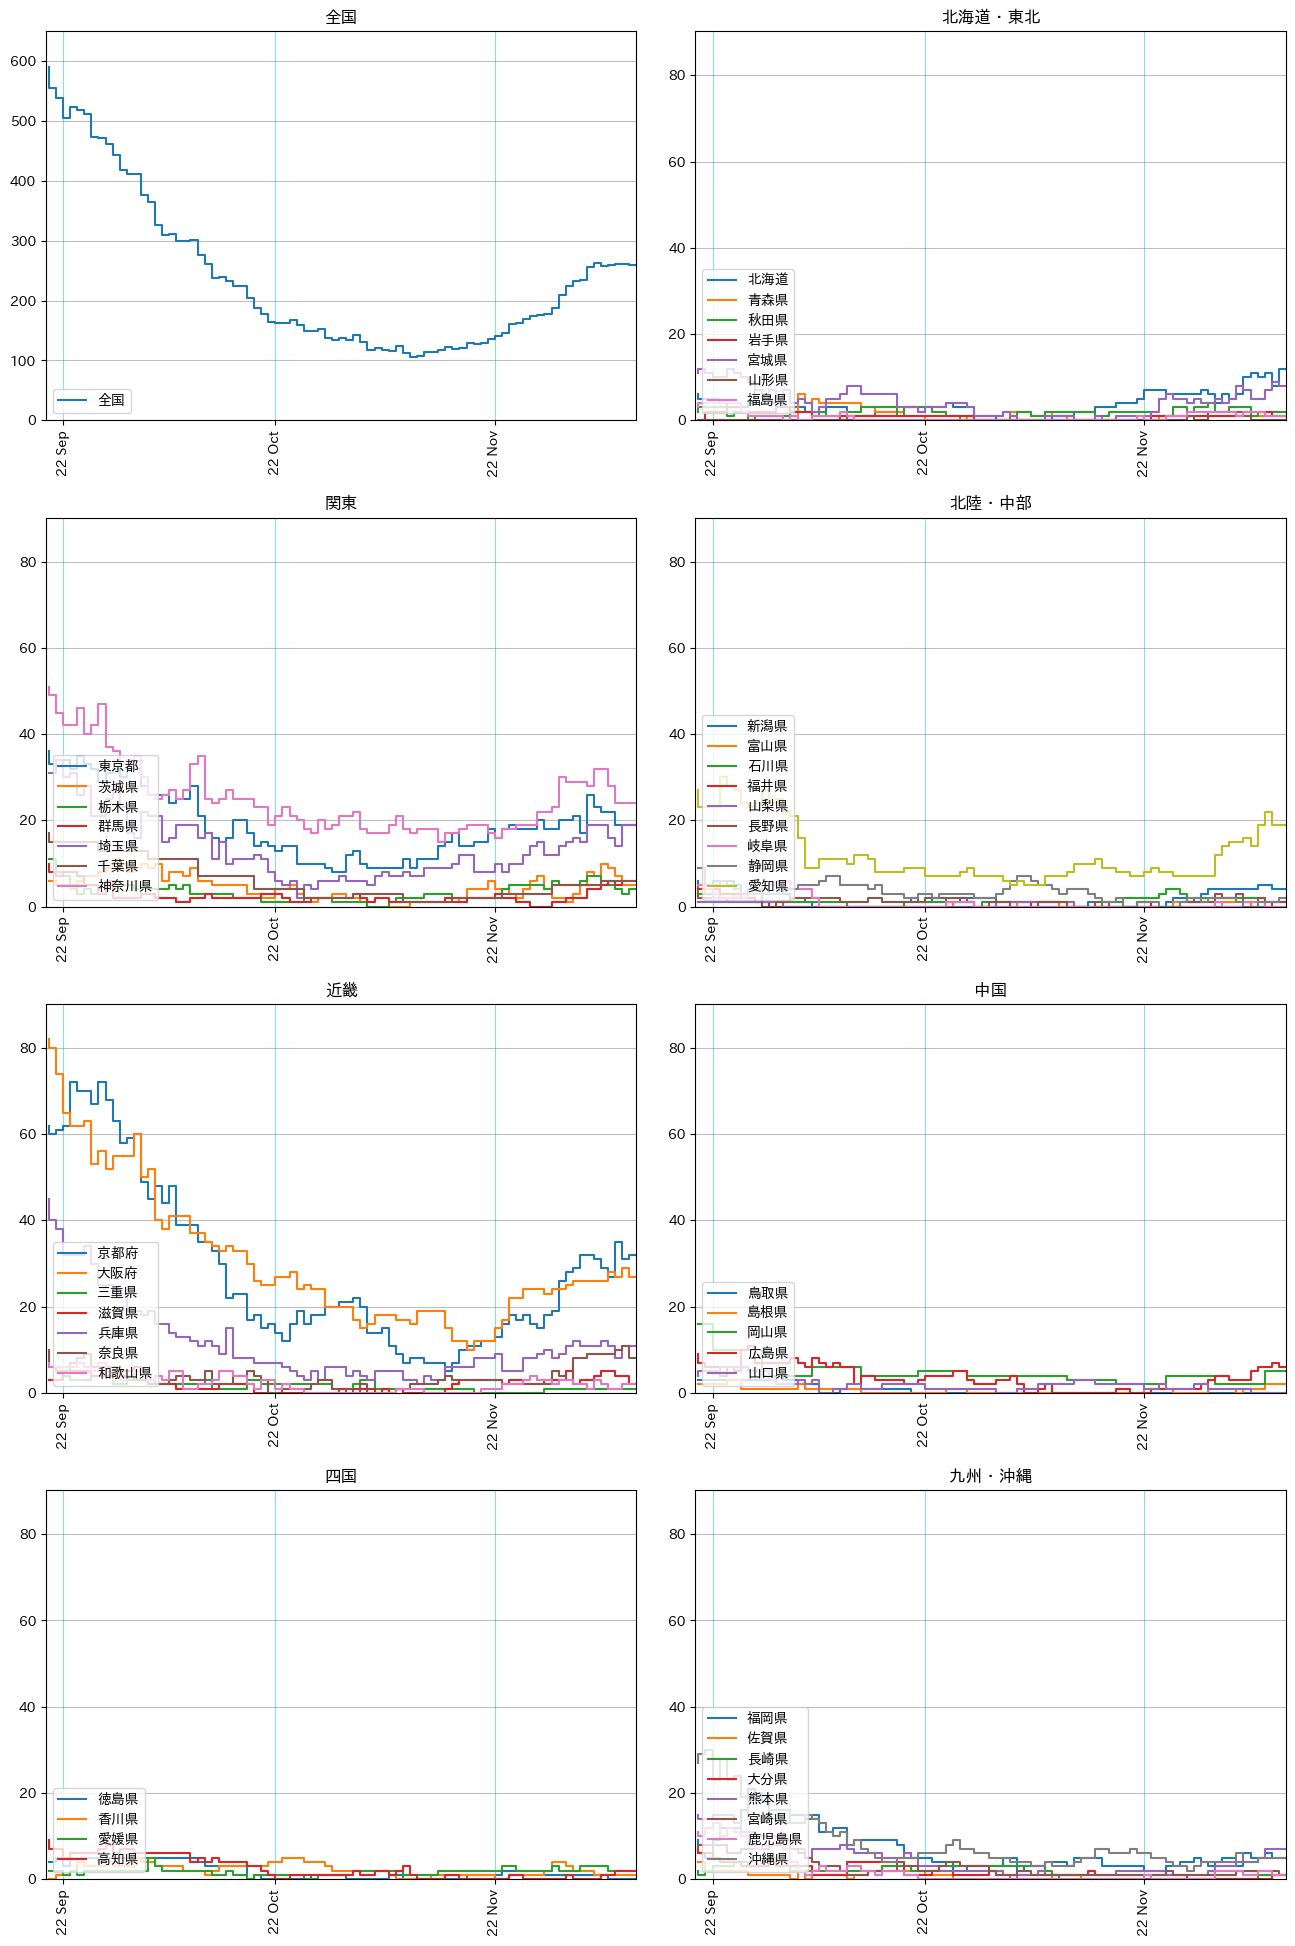 全国
600
500
400
300
200
100
0
全国
22 Sep
22 Oct
22 Nov
北海道・東北
80
60
40
20
0
北海道
青森県
秋田県
岩手県
宮城県
山形県
福島県
22 Sep
22 Oct
22 Nov
関東
80
60
40
20
0
東京都
茨城県
栃木県
群馬県
埼玉県
千葉県
神奈川県
22 Sep
22 Oct
22 Nov
北陸・中部
80
60
40
20
0
新潟県
富山県
石川県
福井県
山梨県
長野県
岐阜県
静岡県
愛知県
22 Sep
22 Oct
22 Nov
近畿
80
60
40
20
0
京都府
大阪府
三重県
滋賀県
兵庫県
奈良県
和歌山県
22 Sep
22 Oct
22 Nov
中国
80
60
40
20
0
鳥取県
島根県
岡山県
広島県
山口県
22 Sep
22 Oct
22 Nov
四国
80
60
40
20
0
徳島県
香川県
愛媛県
高知県
22 Sep
22 Oct
22 Nov
九州・沖縄
80
60
40
20
0
福岡県
佐賀県
長崎県
大分県
熊本県
宮崎県
鹿児島県
沖縄県
22 Sep
22 Oct
22 Nov